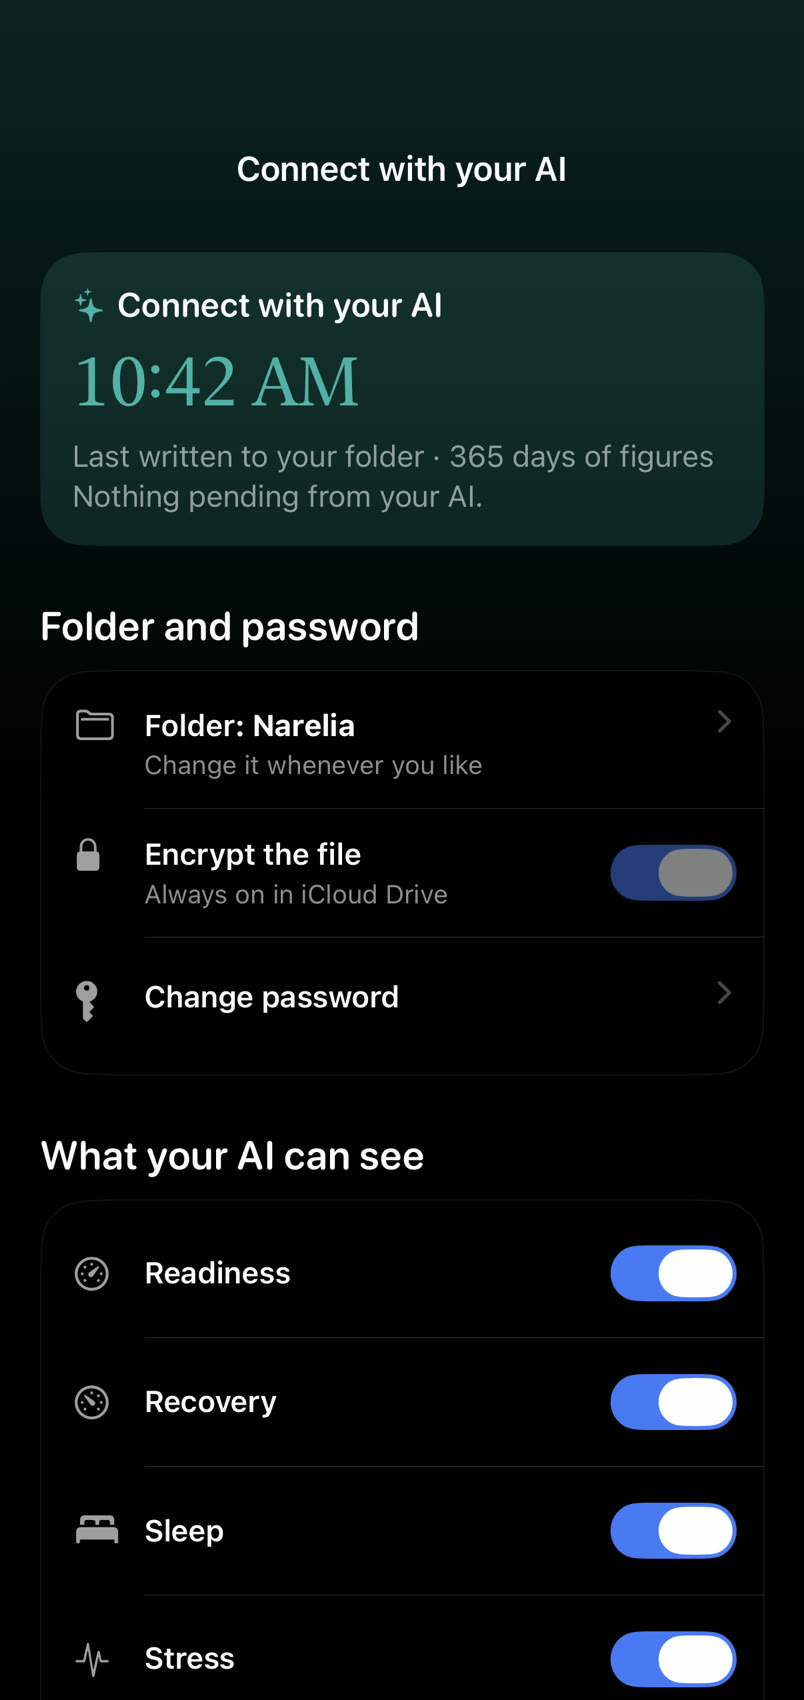 Connect with your AI
Connect with your AI
10:42 AM
Last written to your folder · 365 days of figures
Nothing pending from your AI.
Folder and password
Folder: Narelia
Change it whenever you like
Encrypt the file
Always on in iCloud Drive
Change password
What your AI can see
Readiness
Recovery
Sleep
Stress